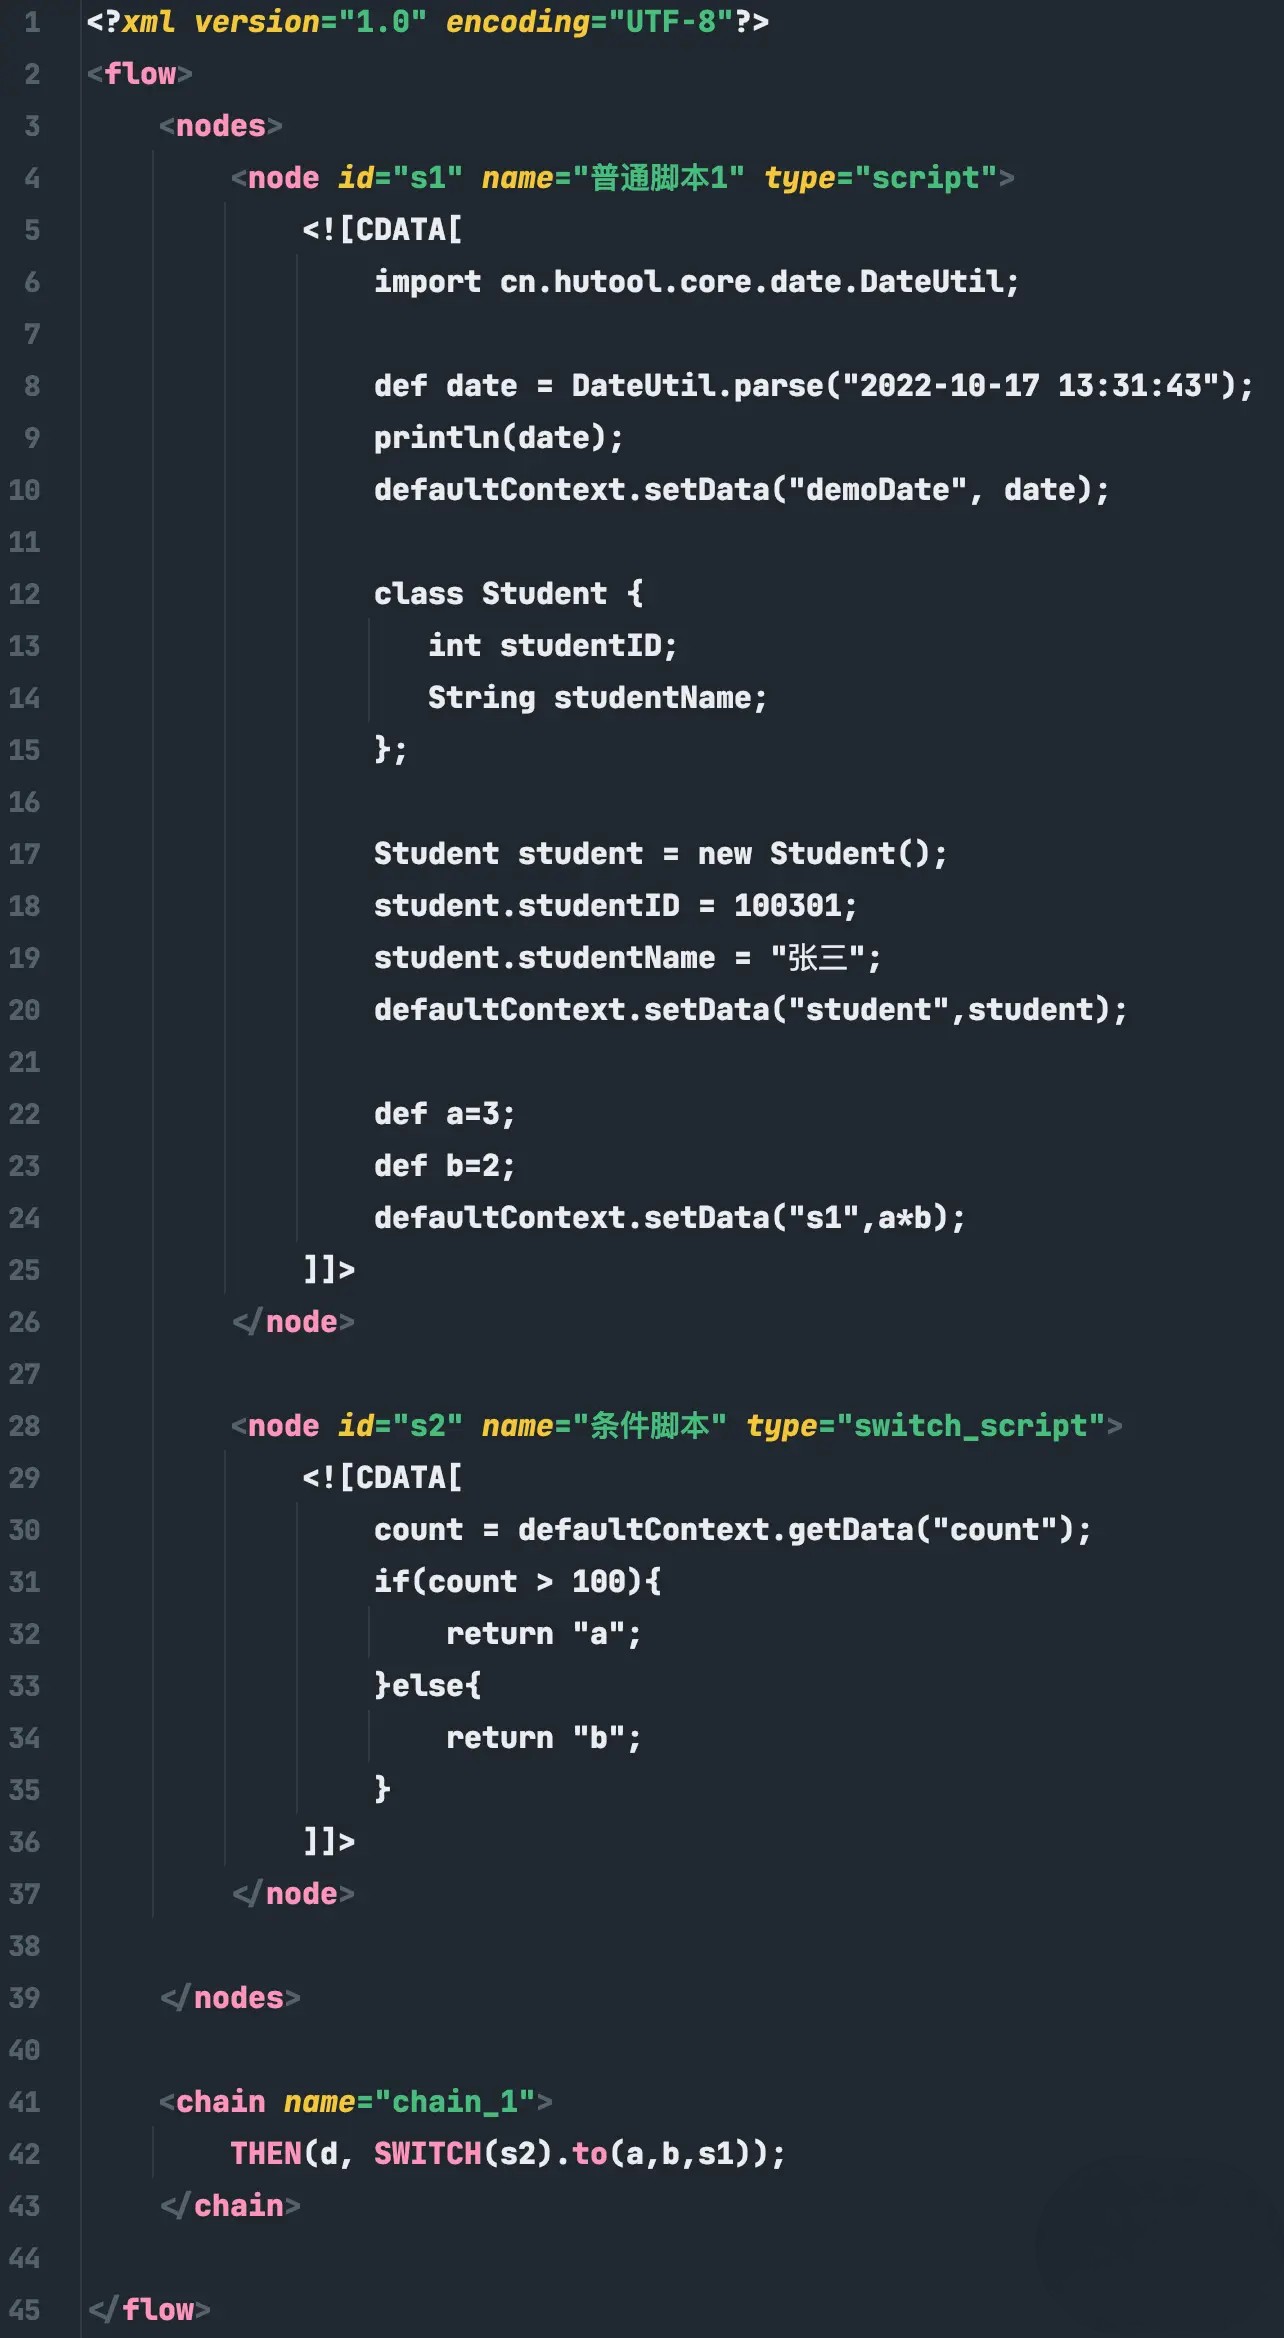 1 <?xml version="1.0" encoding="UTF-8"?>
2 <flow>
3 <nodes>
4 <node id="s1" name="普通脚本1" type="script">
5 <![CDATA[
6 import cn.hutool.core.date.DateUtil;
7
8 def date = DateUtil.parse("2022-10-17 13:31:43");
9 println(date);
10 defaultContext.setData("demoDate", date);
11
12 class Student {
13 int studentID;
14 String studentName;
15 };
16
17 Student student = new Student();
18 student.studentID = 100301;
19 student.studentName = "张三";
20 defaultContext.setData("student",student);
21
22 def a=3;
23 def b=2;
24 defaultContext.setData("s1",a*b);
25 ]]>
26 </node>
27
28 <node id="s2" name="条件脚本" type="switch_script">
29 <![CDATA[
30 count = defaultContext.getData("count");
31 if(count > 100){
32 return "a";
33 }else{
34 return "b";
35 }
36 ]]>
37 </node>
38
39 </nodes>
40
41 <chain name="chain_1">
42 THEN(d, SWITCH(s2).to(a,b,s1));
43 </chain>
44
45 </flow>